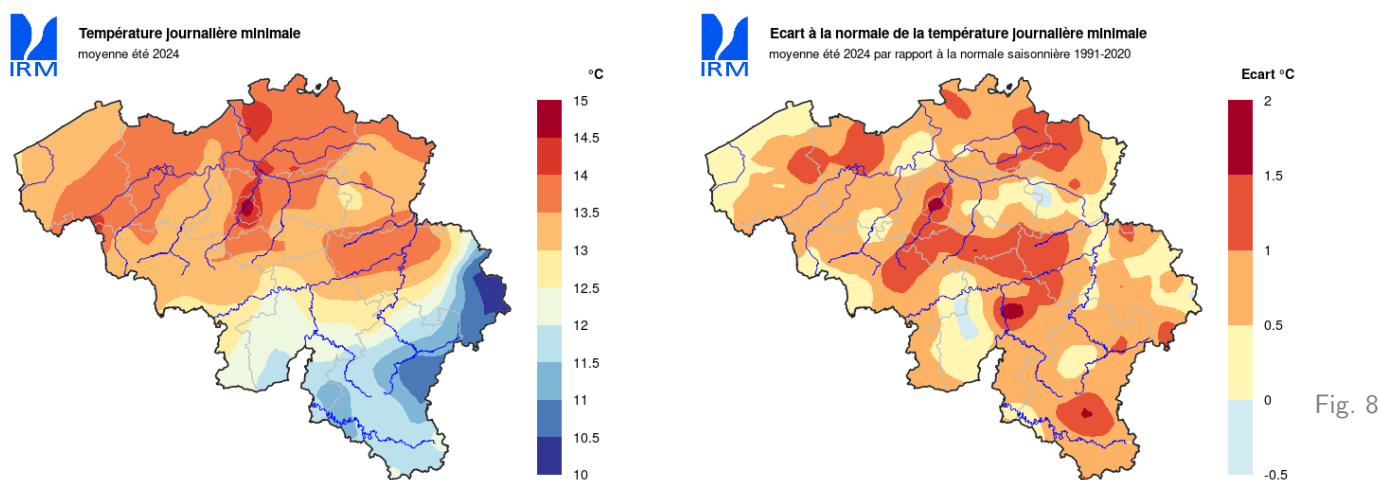 IRM
Température journalière minimale
moyenne été 2024
°C
15
14.5
14
13.5
13
12.5
12
11.5
11
10.5
10
IRM
Ecart à la normale de la température journalière minimale
moyenne été 2024 par rapport à la normale saisonnière 1991-2020
Ecart °C
2
1.5
1
0.5
0
-0.5
Fig. 8